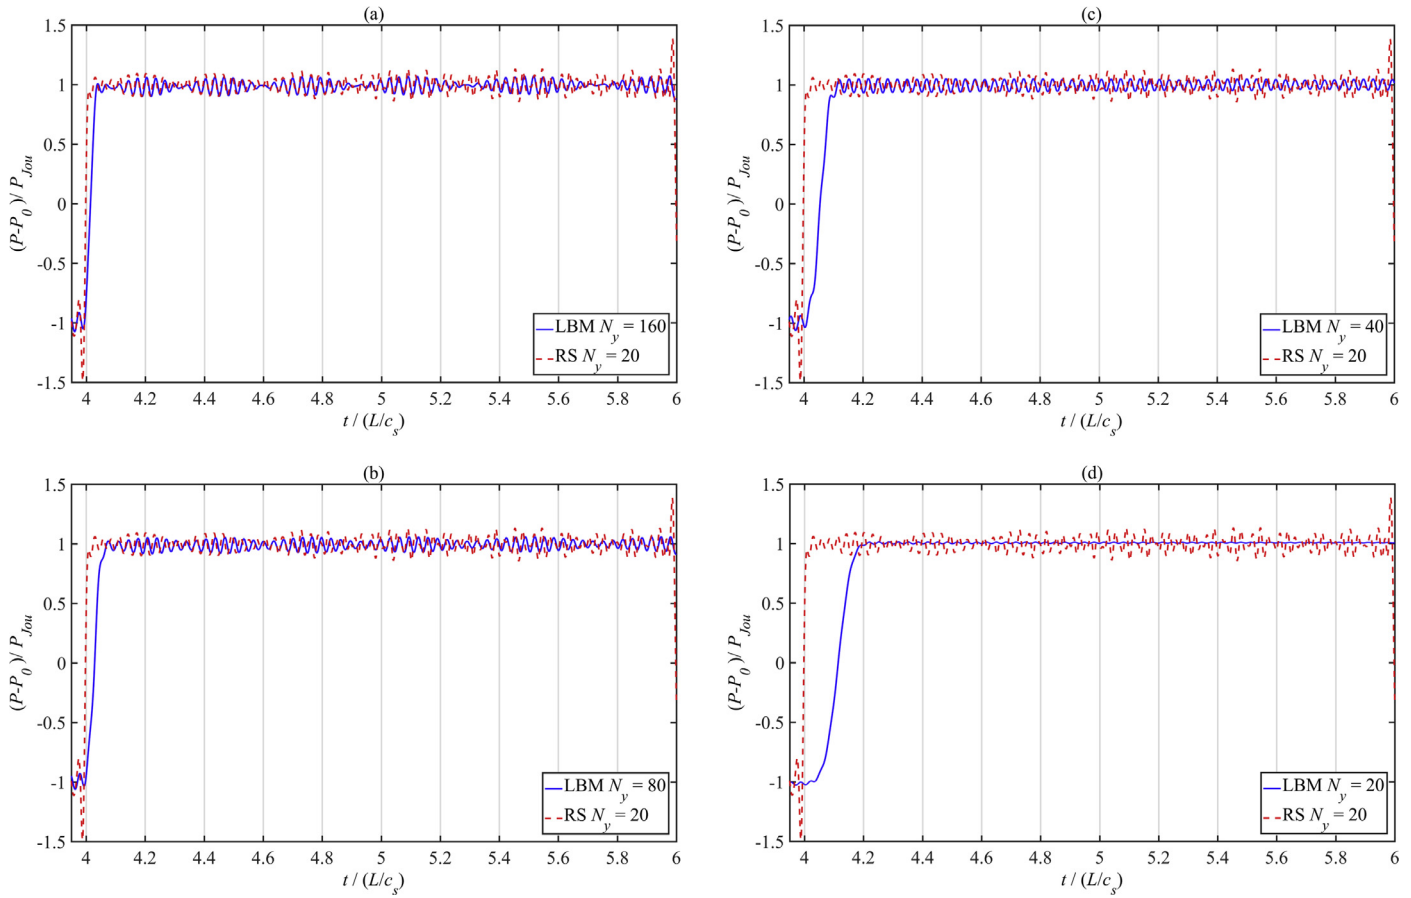 (a)
1.5
1
0.5
0
-0.5
-1
-1.5
(P-P0)/ PJou
4 4.2 4.4 4.6 4.8 5 5.2 5.4 5.6 5.8 6
t / (L/cs)
LBM Ny = 160
RS Ny = 20
(c)
1.5
1
0.5
0
-0.5
-1
-1.5
(P-P0)/ PJou
4 4.2 4.4 4.6 4.8 5 5.2 5.4 5.6 5.8 6
t / (L/cs)
LBM Ny = 40
RS Ny = 20
(b)
1.5
1
0.5
0
-0.5
-1
-1.5
(P-P0)/ PJou
4 4.2 4.4 4.6 4.8 5 5.2 5.4 5.6 5.8 6
t / (L/cs)
LBM Ny = 80
RS Ny = 20
(d)
1.5
1
0.5
0
-0.5
-1
-1.5
(P-P0)/ PJou
4 4.2 4.4 4.6 4.8 5 5.2 5.4 5.6 5.8 6
t / (L/cs)
LBM Ny = 20
RS Ny = 20